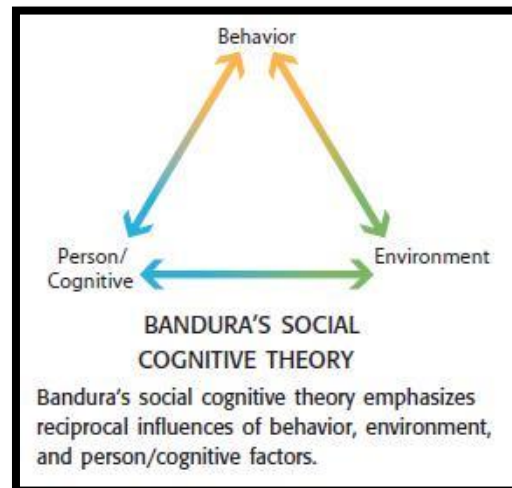 Behavior
Person/
Cognitive
Environment
BANDURA'S SOCIAL
COGNITIVE THEORY
Bandura's social cognitive theory emphasizes
reciprocal influences of behavior, environment,
and person/cognitive factors.